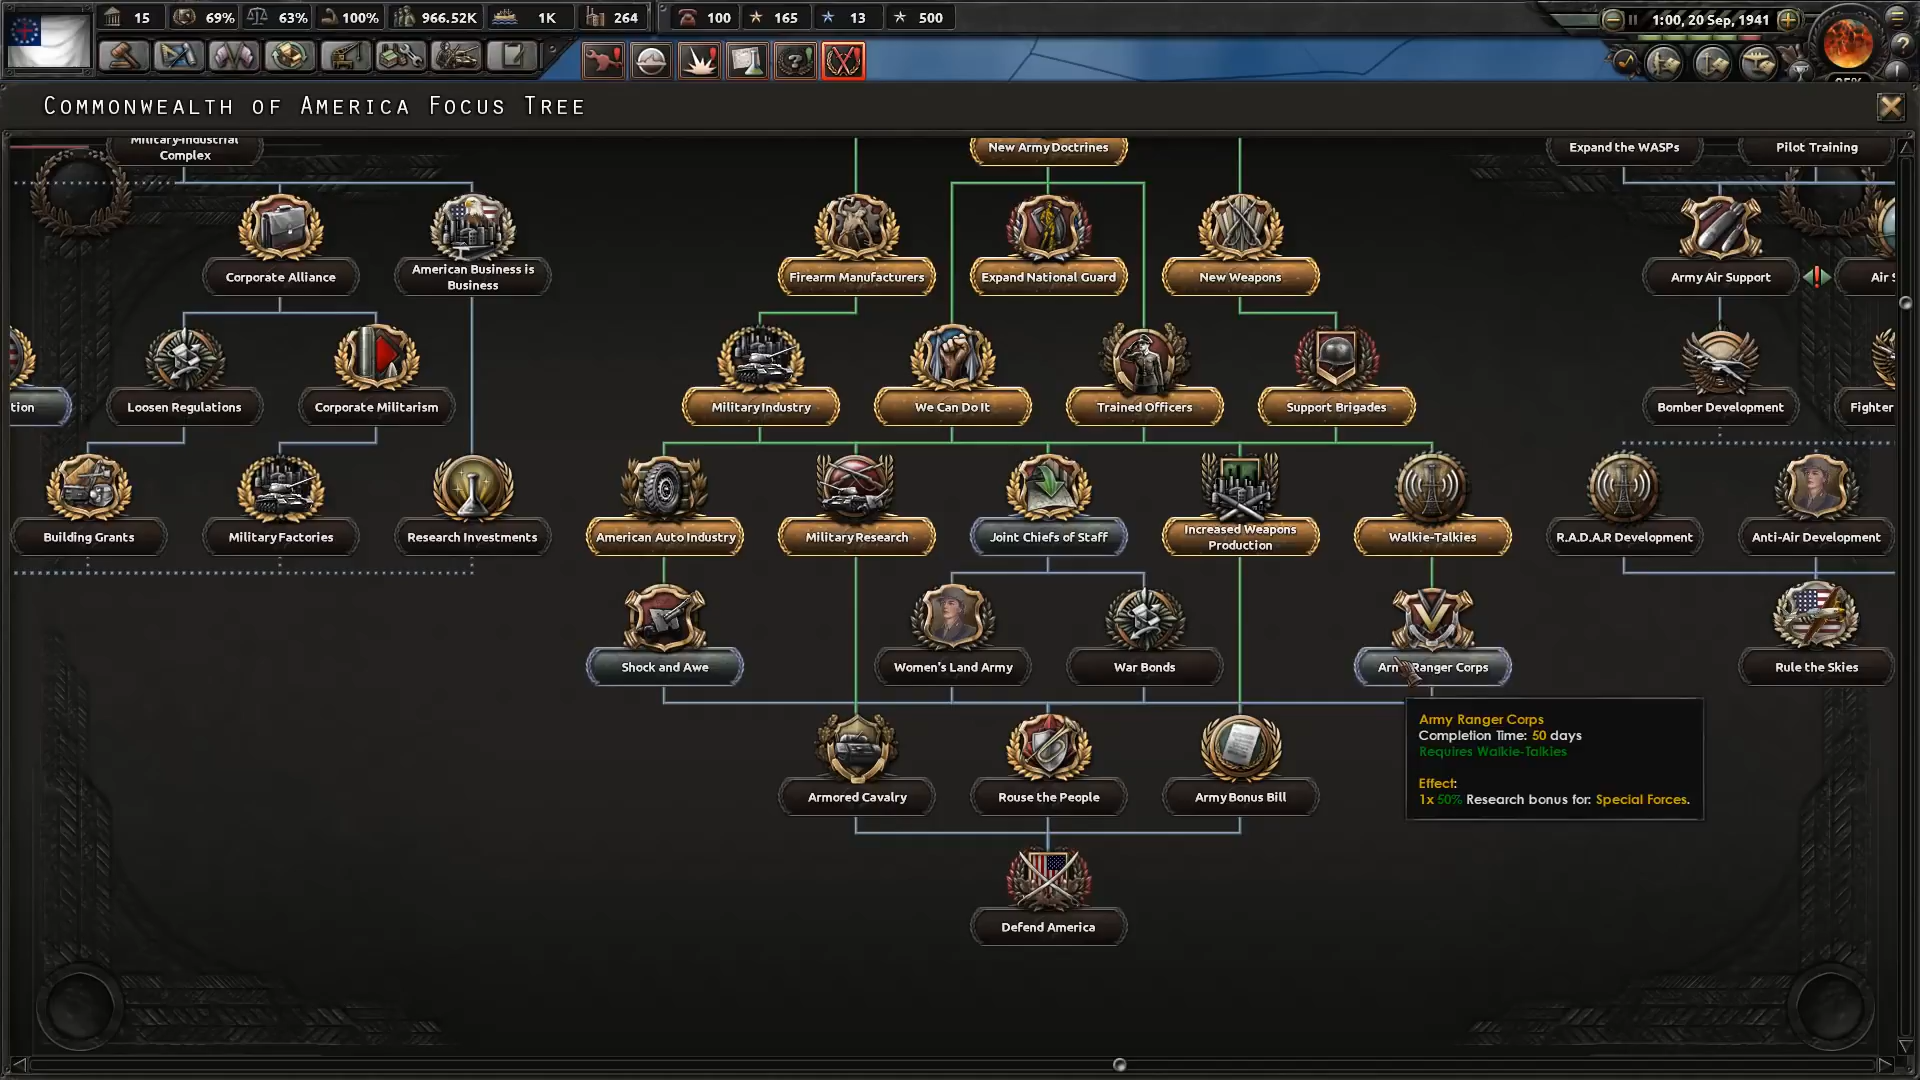 15
69%
63%
100%
966.52K
1K
264
100
165
13
500
1:00, 20 Sep, 1941
Commonwealth of America Focus Tree
Military-Industrial
Complex
New Army Doctrines
Expand the WASPs
Pilot Training
Corporate Alliance
American Business is
Business
Firearm Manufacturers
Expand National Guard
New Weapons
Army Air Support
Air S
tion
Loosen Regulations
Corporate Militarism
Military Industry
We Can Do It
Trained Officers
Support Brigades
Bomber Development
Fighter
Building Grants
Military Factories
Research Investments
American Auto Industry
Military Research
Joint Chiefs of Staff
Increased Weapons
Production
Walkie-Talkies
R.A.D.A.R Development
Anti-Air Development
Shock and Awe
Women's Land Army
War Bonds
Army Ranger Corps
Rule the Skies
Army Ranger Corps
Completion Time: 50 days
Requires Walkie-Talkies
Effect:
1x 50% Research bonus for: Special Forces.
Armored Cavalry
Rouse the People
Army Bonus Bill
Defend America